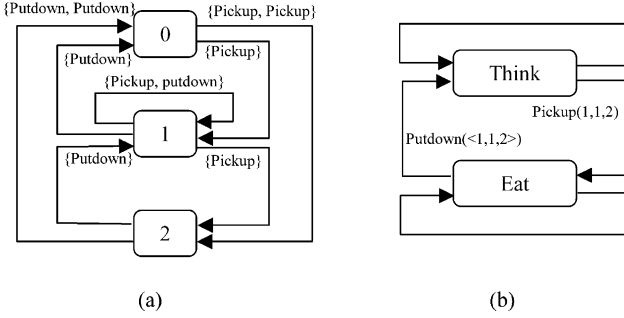 {Putdown, Putdown}
{Pickup, Pickup}
0
{Putdown}
{Pickup}
{Pickup, putdown}
1
{Putdown}
{Pickup}
2
(a)
Think
Pickup(1,1,2)
Putdown(<1,1,2>)
Eat
(b)